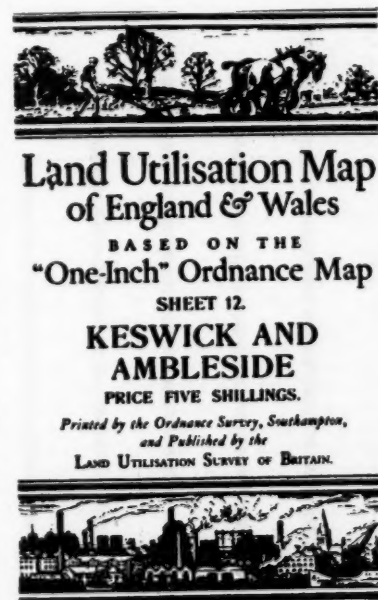 Land Utilisation Map
of England & Wales
BASED ON THE
“One-Inch” Ordnance Map
SHEET 12.
KESWICK AND
AMBLESIDE
PRICE FIVE SHILLINGS.
Printed by the Ordnance Survey, Southampton,
and Published by the
LAND UTILISATION SURVEY OF BRITAIN.